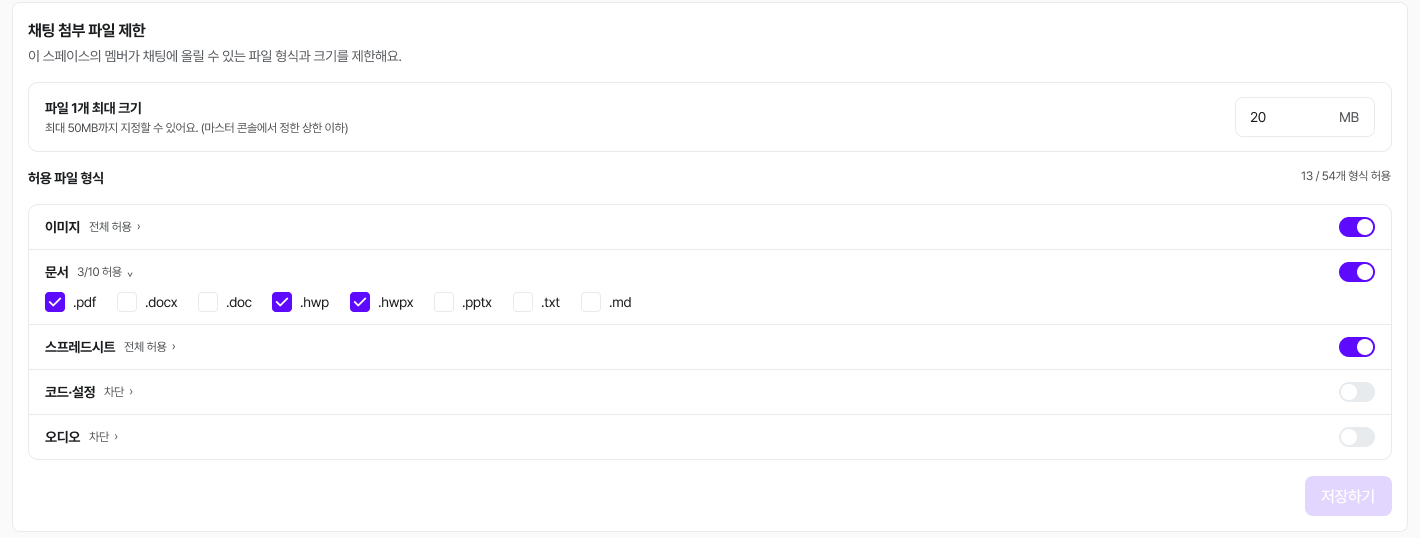 채팅 첨부 파일 제한
이 스페이스의 멤버가 채팅에 올릴 수 있는 파일 형식과 크기를 제한해요.
파일 1개 최대 크기
최대 50MB까지 지정할 수 있어요. (마스터 콘솔에서 정한 상한 이하)
20 MB
허용 파일 형식
13 / 54개 형식 허용
이미지 전체 허용 ›
문서 3/10 허용
.pdf .docx .doc .hwp .hwpx .pptx .txt .md
스프레드시트 전체 허용 ›
코드·설정 차단 ›
오디오 차단 ›
저장하기